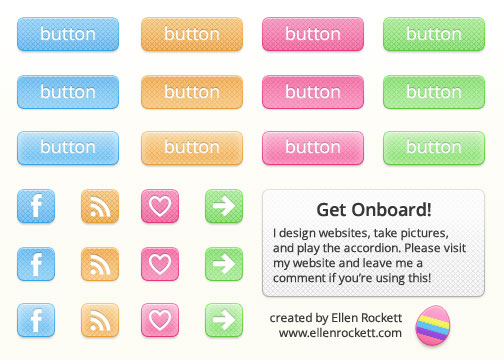 button button button button
button button button button
button button button button
Get Onboard!
I design websites, take pictures,
and play the accordion. Please visit
my website and leave me a
comment if you're using this!
created by Ellen Rockett
www.ellenrockett.com